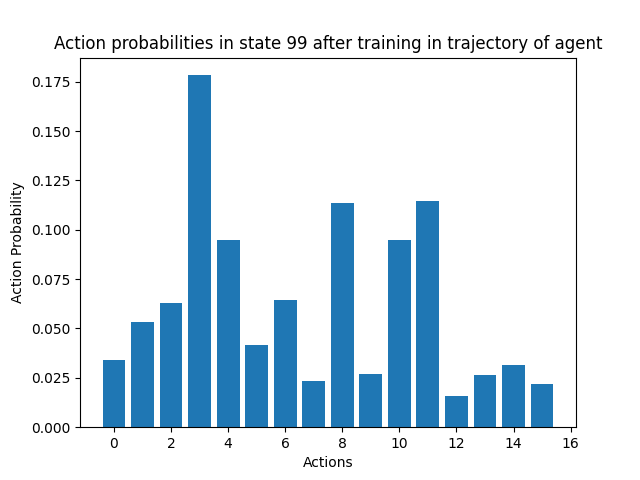 Action probabilities in state 99 after training in trajectory of agent
0.175
0.150
0.125
0.100
0.075
0.050
0.025
0.000
Action Probability
0 2 4 6 8 10 12 14 16
Actions